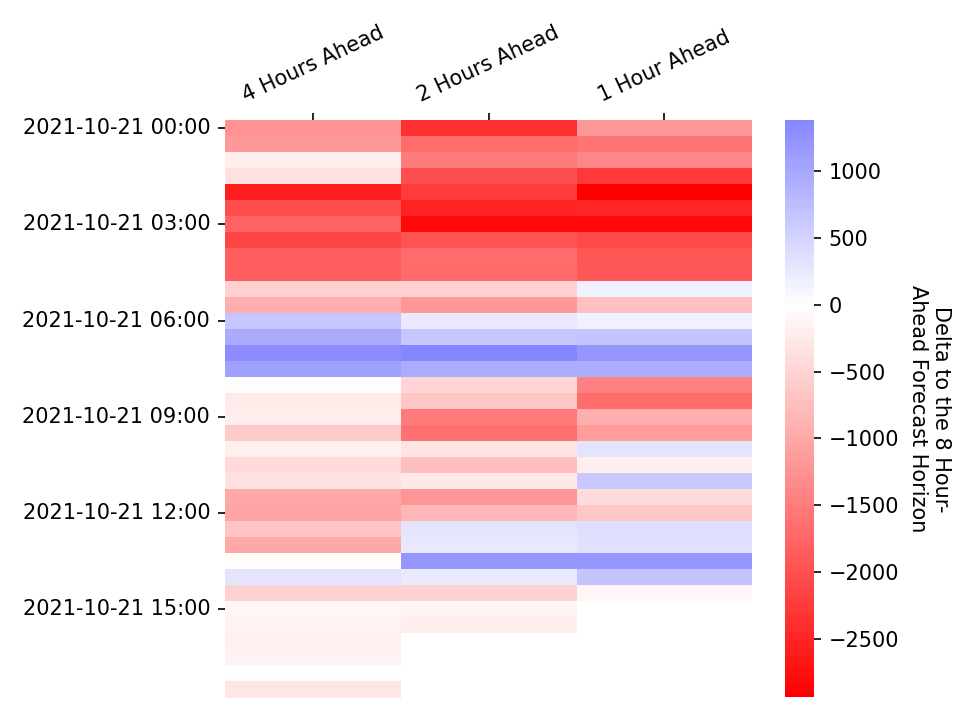 4 Hours Ahead
2 Hours Ahead
1 Hour Ahead
2021-10-21 00:00
2021-10-21 03:00
2021-10-21 06:00
2021-10-21 09:00
2021-10-21 12:00
2021-10-21 15:00
1000
500
0
−500
−1000
−1500
−2000
−2500
Delta to the 8 Hour-
Ahead Forecast Horizon